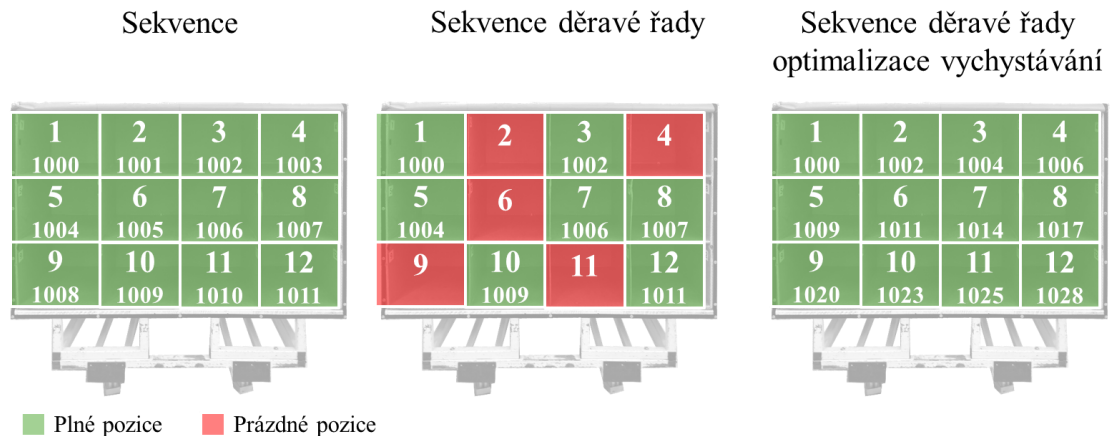 Sekvence
1 2 3 4
1000 1001 1002 1003
5 6 7 8
1004 1005 1006 1007
9 10 11 12
1008 1009 1010 1011
Sekvence děravé řady
1 2 3 4
1000 1002
5 6 7 8
1004 1006 1007
9 10 11 12
1009 1011
Sekvence děravé řady
optimalizace vychystávání
1 2 3 4
1000 1002 1004 1006
5 6 7 8
1009 1011 1014 1017
9 10 11 12
1020 1023 1025 1028
Plné pozice
Prázdné pozice